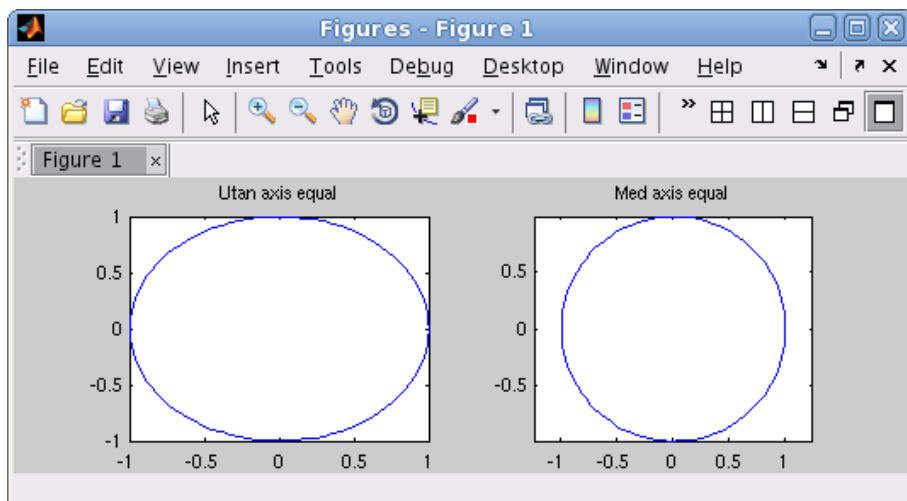 Figures - Figure 1
File Edit View Insert Tools Debug Desktop Window Help
Figure 1
Utan axis equal
1
0.5
0
-0.5
-1
-1 -0.5 0 0.5 1
Med axis equal
0.5
0
-0.5
-1 -0.5 0 0.5 1